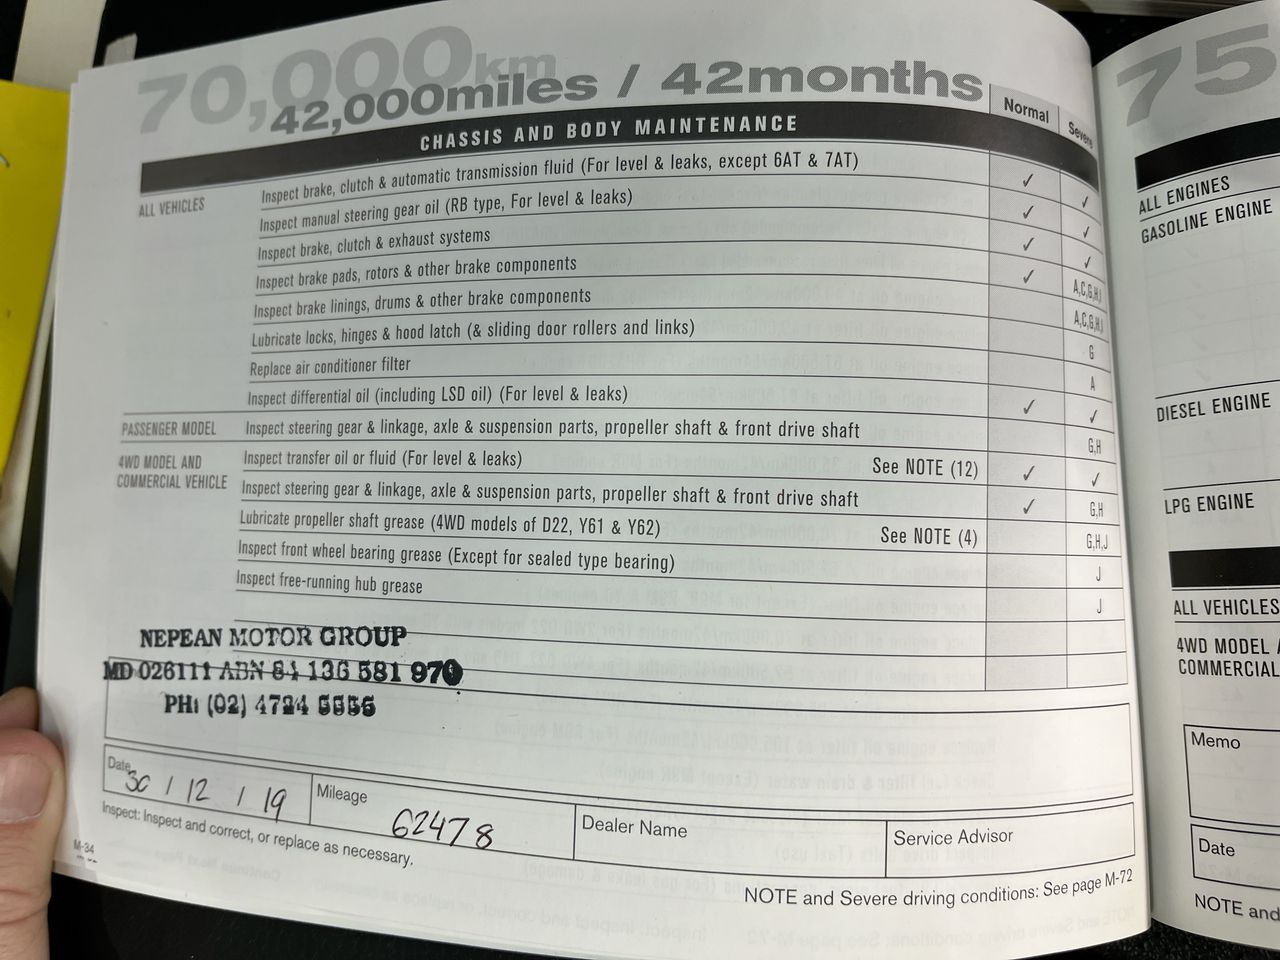 70,000km
42,000miles / 42months
Normal Severe
CHASSIS AND BODY MAINTENANCE
ALL VEHICLES Inspect brake, clutch & automatic transmission fluid (For level & leaks, except 6AT & 7AT) ✓ ✓
Inspect manual steering gear oil (RB type, For level & leaks) ✓ ✓
Inspect brake, clutch & exhaust systems ✓ ✓
Inspect brake pads, rotors & other brake components ✓ A,C,G,H,I
Inspect brake linings, drums & other brake components A,C,G,H,I
Lubricate locks, hinges & hood latch (& sliding door rollers and links) G
Replace air conditioner filter A
Inspect differential oil (including LSD oil) (For level & leaks) ✓ ✓
PASSENGER MODEL Inspect steering gear & linkage, axle & suspension parts, propeller shaft & front drive shaft G,H
4WD MODEL AND Inspect transfer oil or fluid (For level & leaks) See NOTE (12) ✓ ✓
COMMERCIAL VEHICLE Inspect steering gear & linkage, axle & suspension parts, propeller shaft & front drive shaft ✓ G,H
Lubricate propeller shaft grease (4WD models of D22, Y61 & Y62) See NOTE (4) G,H,J
Inspect front wheel bearing grease (Except for sealed type bearing) J
Inspect free-running hub grease J
NEPEAN MOTOR GROUP
MD 026111 ABN 84 136 581 970
PH: (02) 4724 5555
Date 30 / 12 / 19
Mileage 62478
Dealer Name
Service Advisor
Inspect: Inspect and correct, or replace as necessary.
M-34
NOTE and Severe driving conditions: See page M-72
75
ALL ENGINES
GASOLINE ENGINE
DIESEL ENGINE
LPG ENGINE
ALL VEHICLES
4WD MODEL
COMMERCIAL
Memo
Date
NOTE and